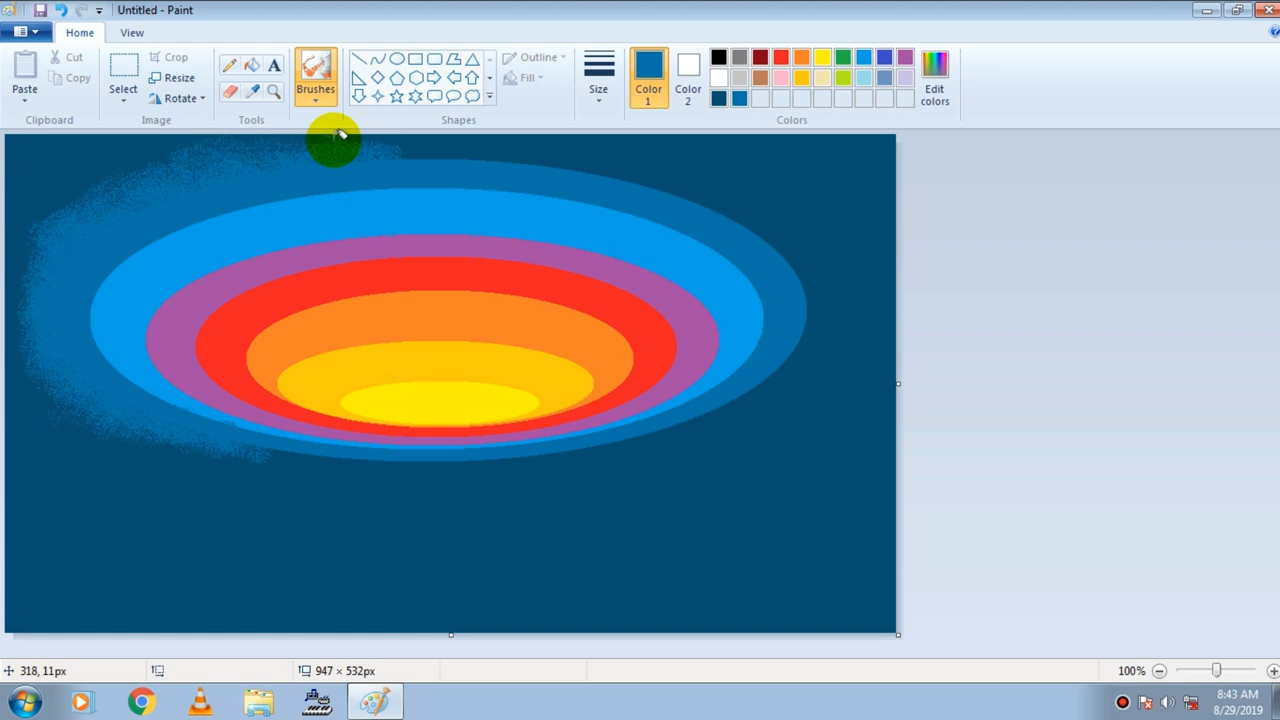 Untitled - Paint
Home
View
Paste
Cut
Copy
Clipboard
Select
Crop
Resize
Rotate
Image
A
Tools
Brushes
Outline
Fill
Shapes
Size
Color
1
Color
2
Edit
colors
Colors
318, 11px
947 × 532px
100%
8:43 AM
8/29/2019